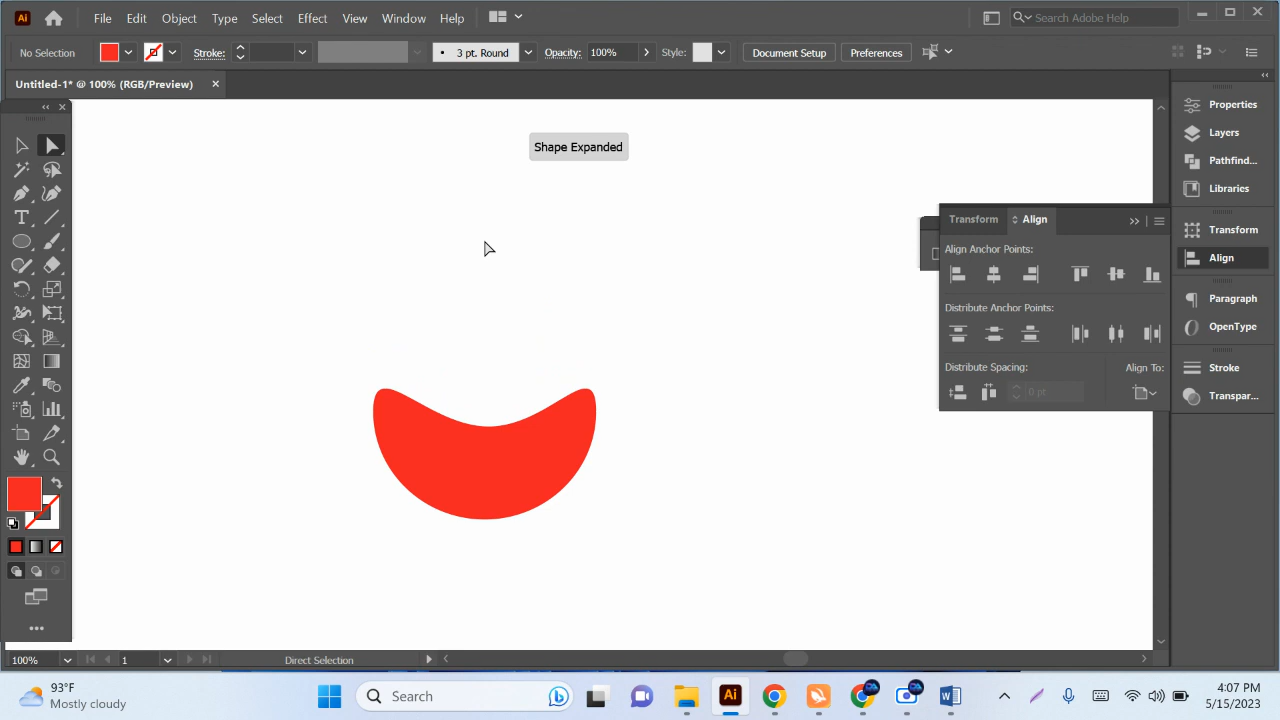 Ai File Edit Object Type Select Effect View Window Help Search Adobe Help
No Selection Stroke: 3 pt. Round Opacity: 100% Style: Document Setup Preferences
Untitled-1* @ 100% (RGB/Preview)
Shape Expanded
Properties
Layers
Pathfind...
Libraries
Transform
Align
Paragraph
OpenType
Stroke
Transpar...
Transform Align
Align Anchor Points:
Distribute Anchor Points:
Distribute Spacing: Align To:
0 pt
100% 1 Direct Selection
93°F
Mostly cloudy
Search
Ai
4:07 PM
5/15/2023